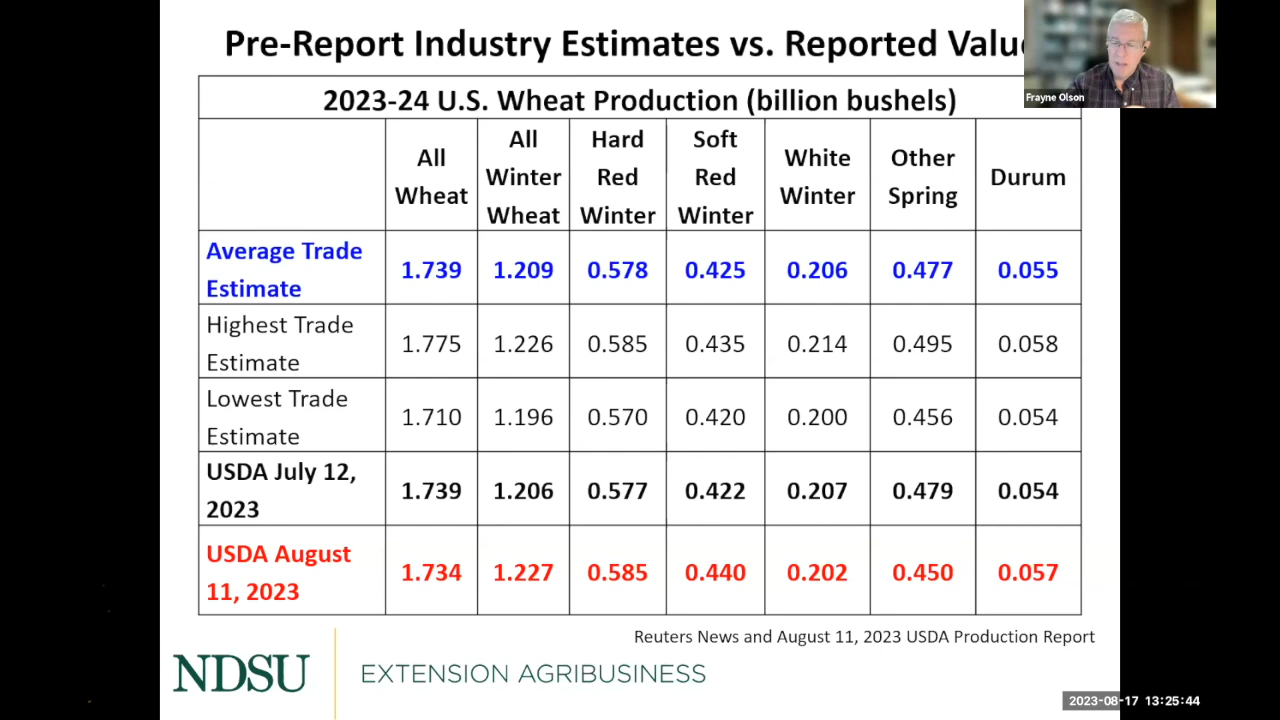 Pre-Report Industry Estimates vs. Reported Valu
Frayne Olson
2023-24 U.S. Wheat Production (billion bushels)
All Wheat
All Winter Wheat
Hard Red Winter
Soft Red Winter
White Winter
Other Spring
Durum
Average Trade Estimate 1.739 1.209 0.578 0.425 0.206 0.477 0.055
Highest Trade Estimate 1.775 1.226 0.585 0.435 0.214 0.495 0.058
Lowest Trade Estimate 1.710 1.196 0.570 0.420 0.200 0.456 0.054
USDA July 12, 2023 1.739 1.206 0.577 0.422 0.207 0.479 0.054
USDA August 11, 2023 1.734 1.227 0.585 0.440 0.202 0.450 0.057
Reuters News and August 11, 2023 USDA Production Report
NDSU EXTENSION AGRIBUSINESS
2023-08-17 13:25:44